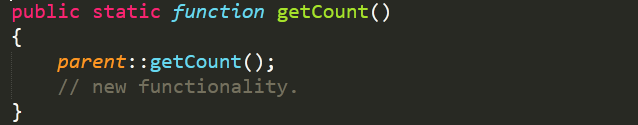 public static function getCount()
{
    parent::getCount();
    // new functionality.
}